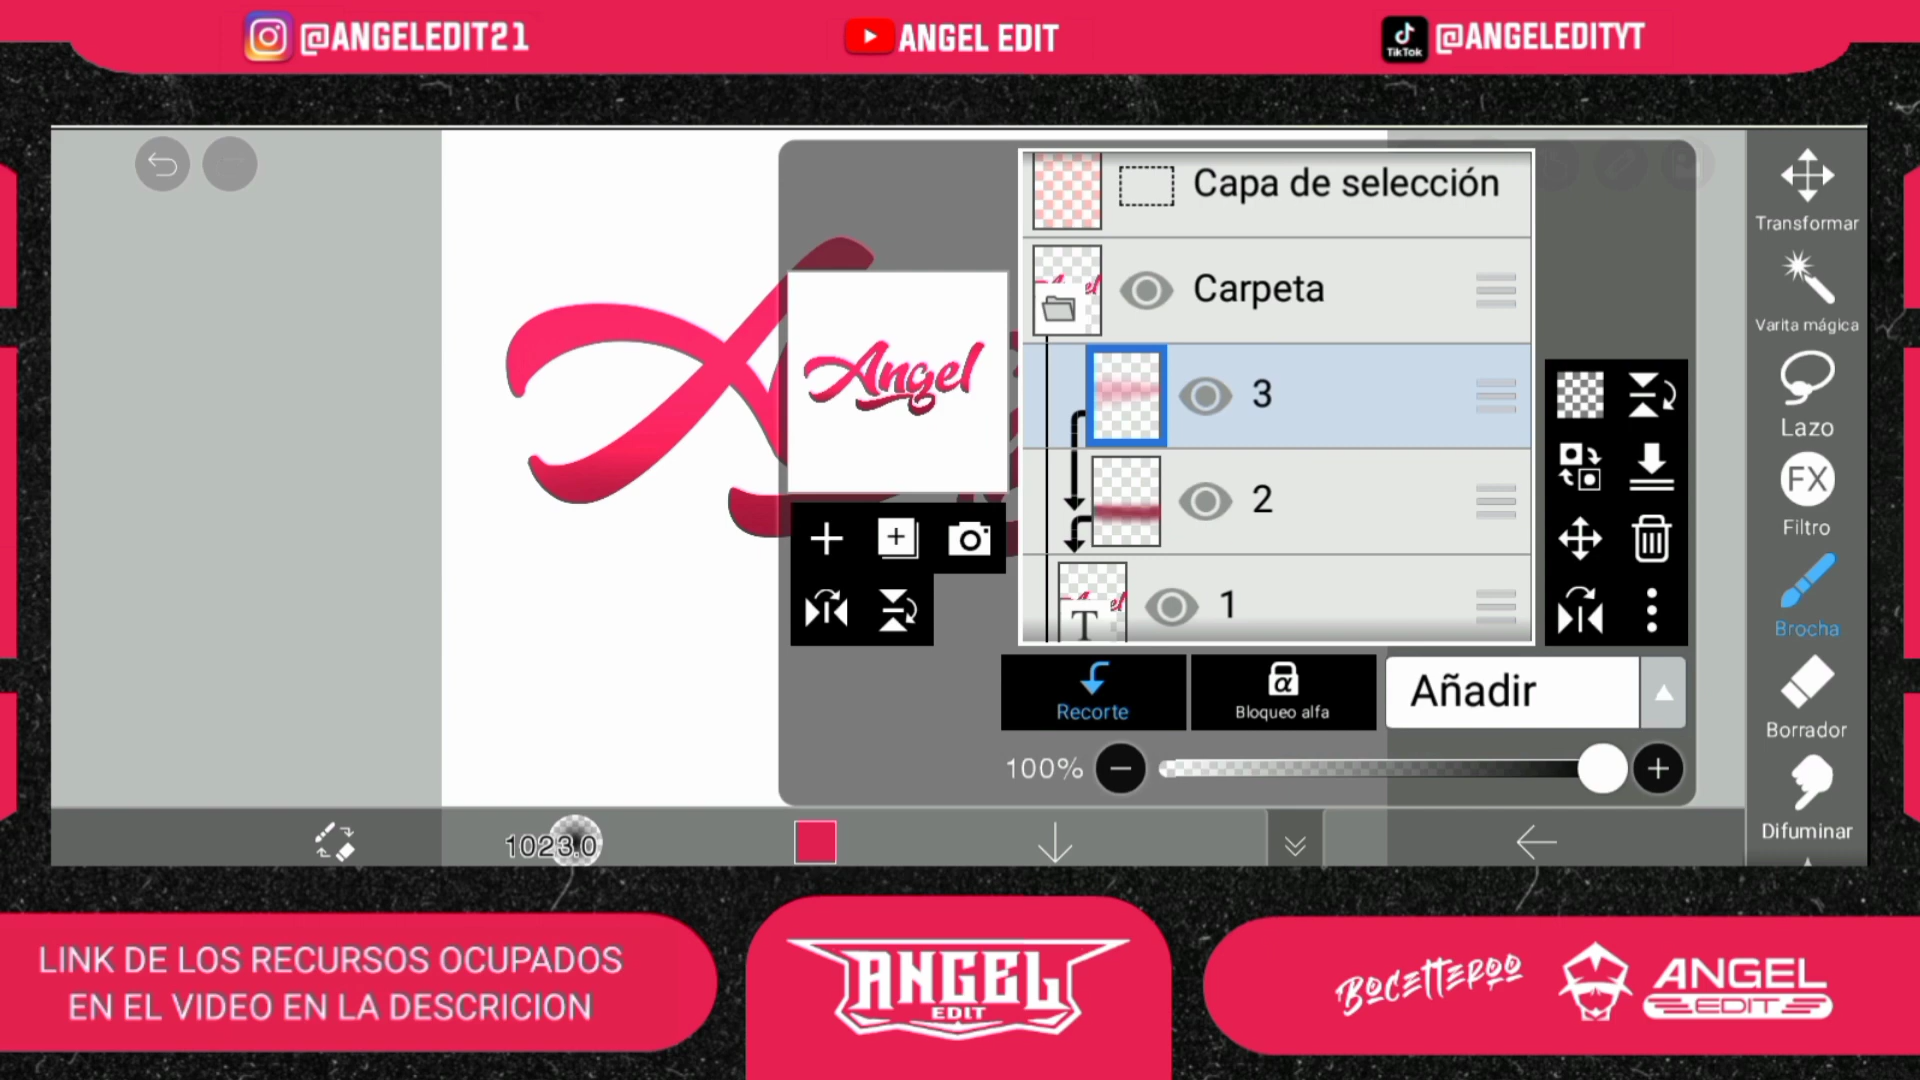 @ANGELEDIT21
ANGEL EDIT
TikTok
@ANGELEDITYT
Capa de selección
Carpeta
3
2
1
T
Angel
Recorte
α
Bloqueo alfa
Añadir
100%
1023.0
Transformar
Varita mágica
Lazo
FX
Filtro
Brocha
Borrador
Difuminar
LINK DE LOS RECURSOS OCUPADOS
EN EL VIDEO EN LA DESCRICION
ANGEL
EDIT
BOCETTEROO
ANGEL
EDIT